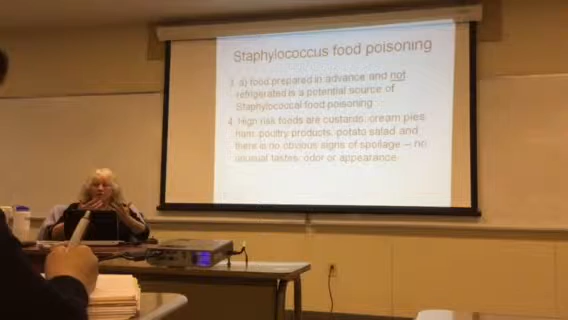 Staphylococcus food poisoning
3. a) food prepared in advance and not
refrigerated is a potential source of
Staphylococcal food poisoning
4. High risk foods are custards, cream pies,
ham, poultry products, potato salad and
there is no obvious signs of spoilage – no
unusual tastes, odor or appearance